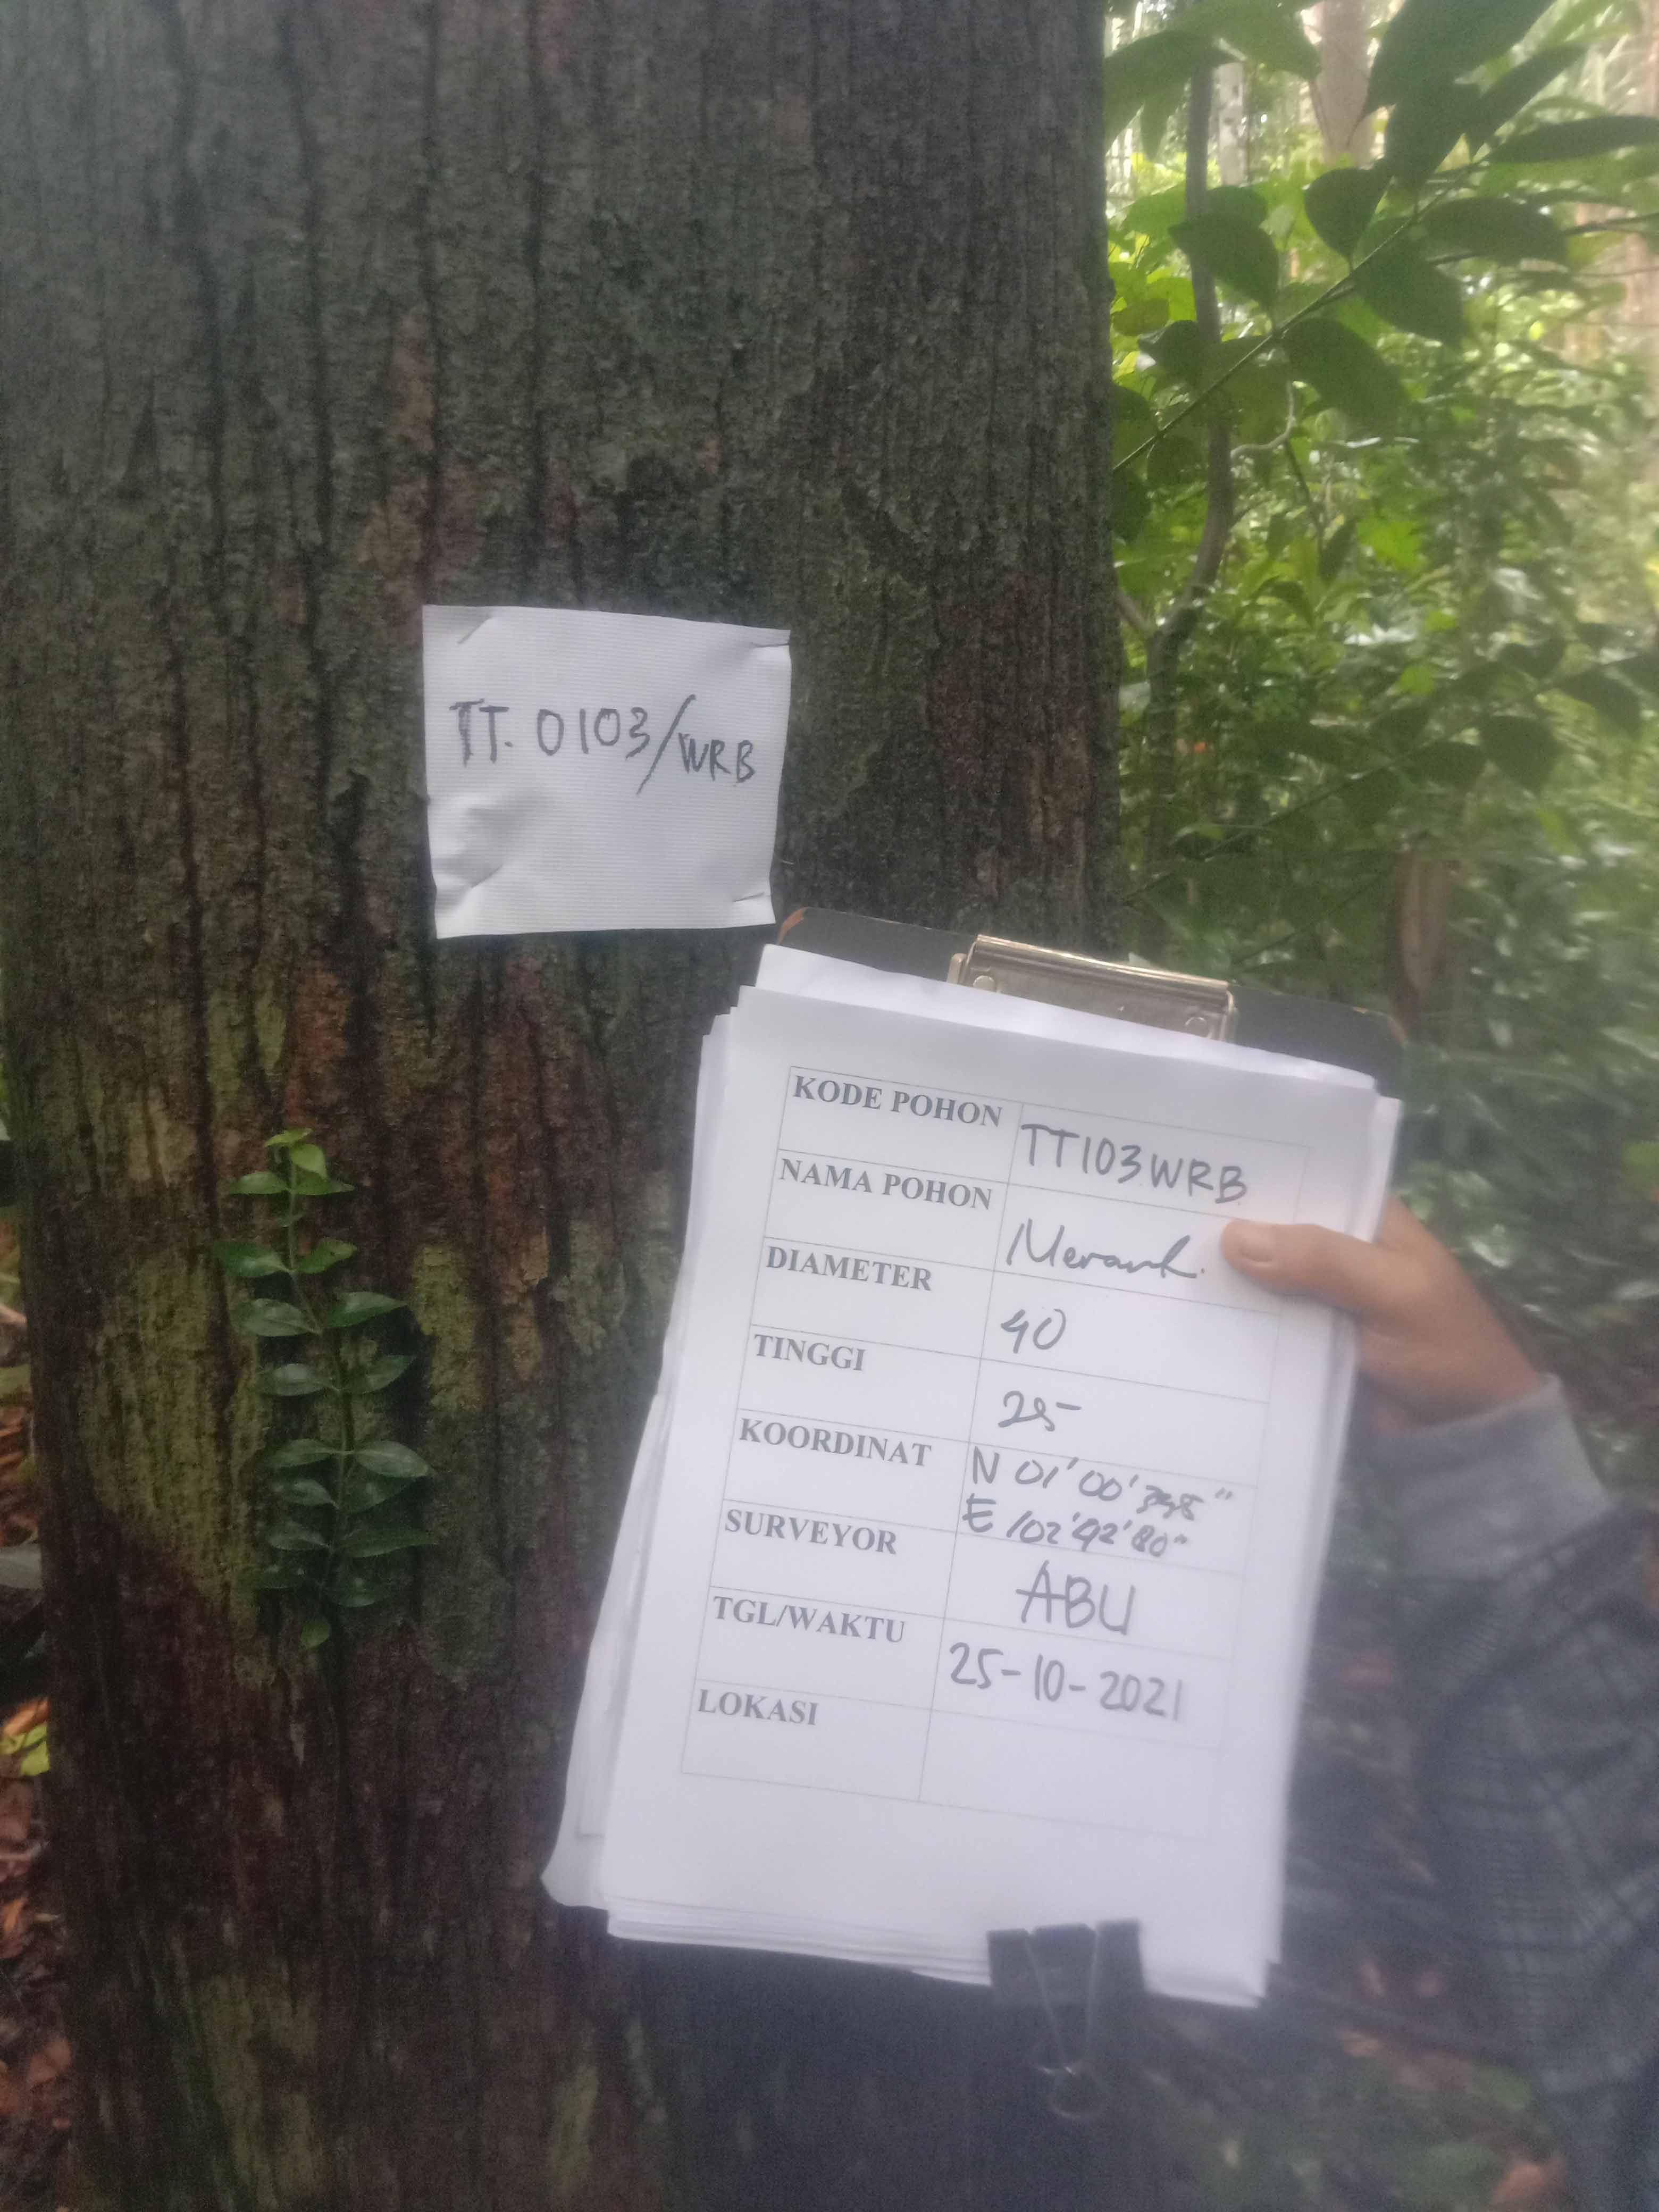 TT. 0103/WRB
KODE POHON TT103WRB
NAMA POHON Meranti.
DIAMETER 40
TINGGI 25
KOORDINAT N 01'00'
E 102'42'80"
SURVEYOR ABU
TGL/WAKTU 25-10-2021
LOKASI